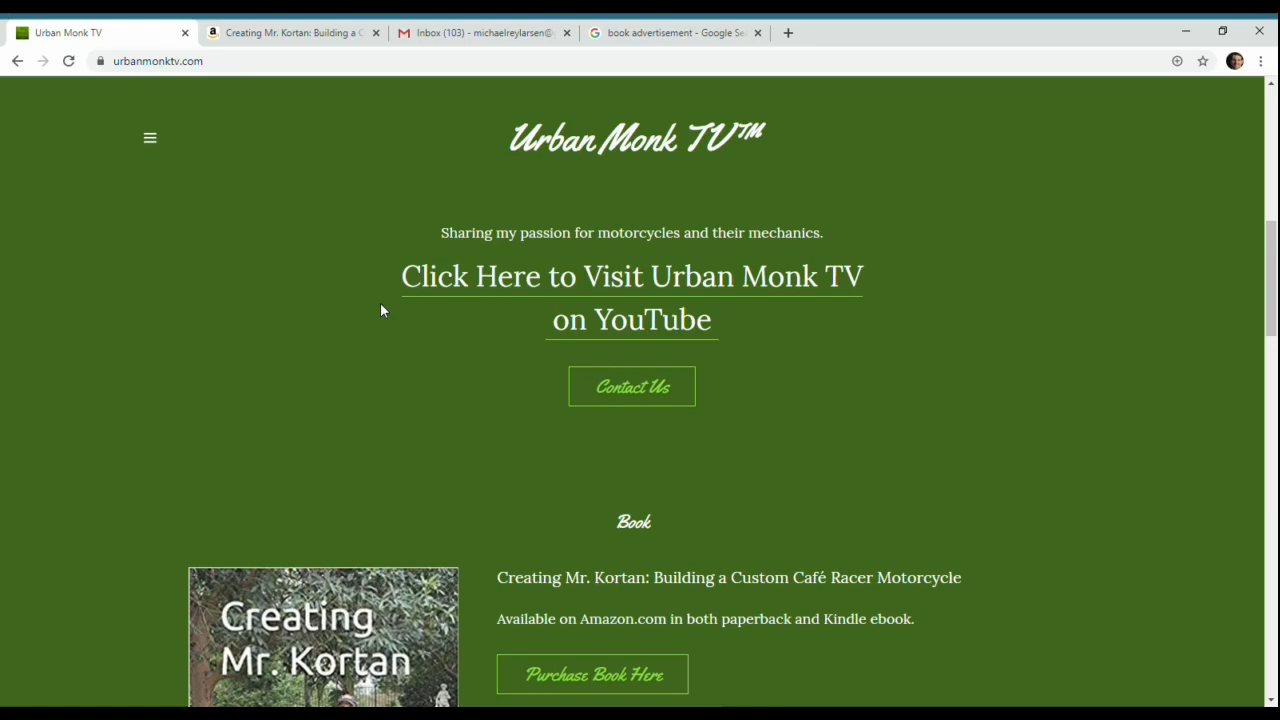 Urban Monk TV
Creating Mr. Kortan: Building a C
Inbox (103) - michaelreylarsen@
book advertisement - Google Se
urbanmonktv.com
Urban Monk TV™
Sharing my passion for motorcycles and their mechanics.
Click Here to Visit Urban Monk TV
on YouTube
Contact Us
Book
Creating Mr. Kortan: Building a Custom Café Racer Motorcycle
Available on Amazon.com in both paperback and Kindle ebook.
Purchase Book Here
Creating
Mr. Kortan